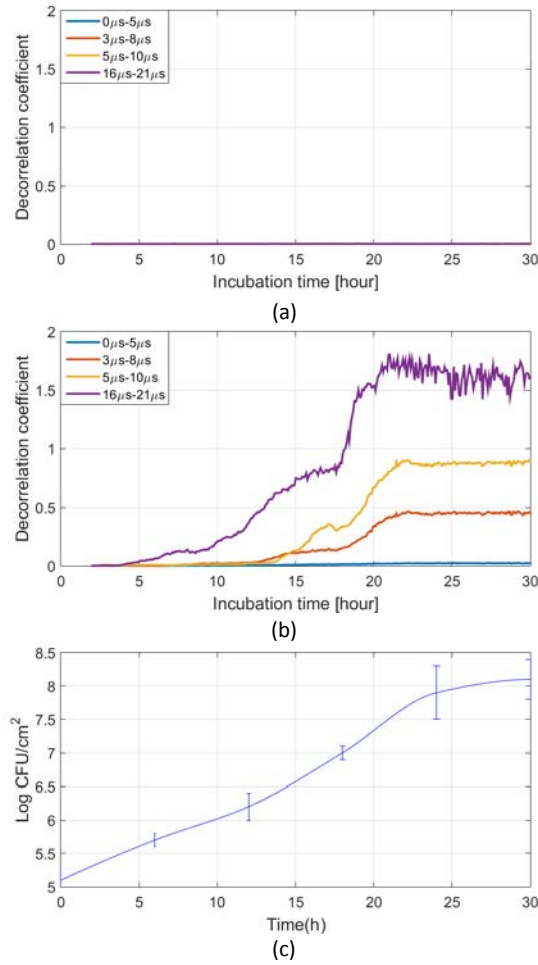 2
1.5
1
0.5
0
Decorrelation coefficient
0μs-5μs
3μs-8μs
5μs-10μs
16μs-21μs
0 5 10 15 20 25 30
Incubation time [hour]
(a)
2
1.5
1
0.5
0
Decorrelation coefficient
0μs-5μs
3μs-8μs
5μs-10μs
16μs-21μs
0 5 10 15 20 25 30
Incubation time [hour]
(b)
8.5
8
7.5
7
6.5
6
5.5
5
Log CFU/cm²
0 5 10 15 20 25 30
Time(h)
(c)